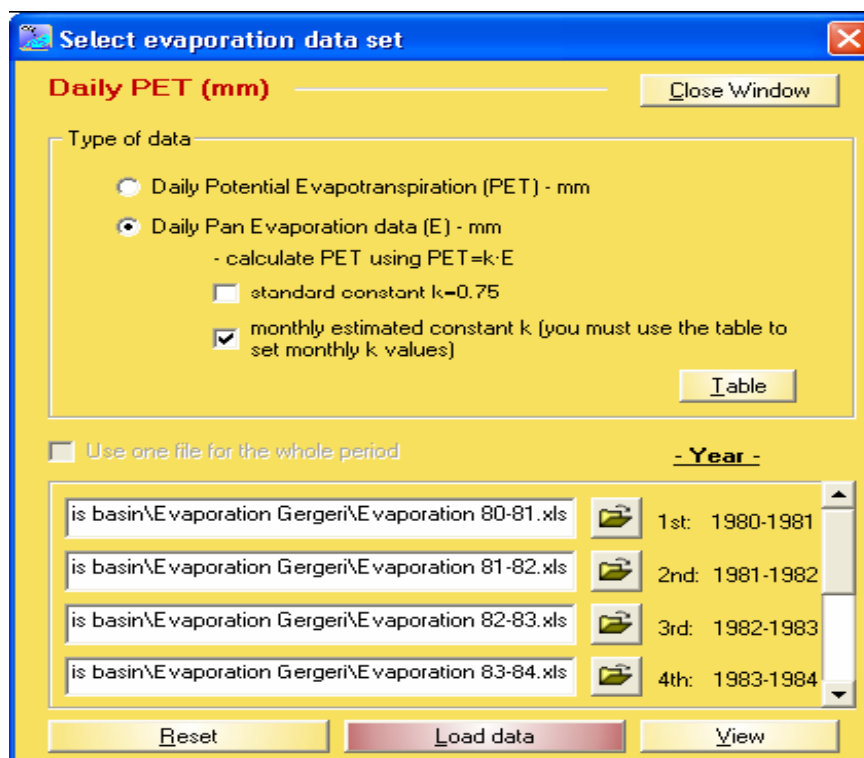 Select evaporation data set
Daily PET (mm)
Close Window
Type of data
Daily Potential Evapotranspiration (PET) - mm
Daily Pan Evaporation data (E) - mm
- calculate PET using PET=k·E
standard constant k=0.75
monthly estimated constant k (you must use the table to
set monthly k values)
Table
Use one file for the whole period
- Year -
is basin\Evaporation Gergeri\Evaporation 80-81.xls
1st: 1980-1981
is basin\Evaporation Gergeri\Evaporation 81-82.xls
2nd: 1981-1982
is basin\Evaporation Gergeri\Evaporation 82-83.xls
3rd: 1982-1983
is basin\Evaporation Gergeri\Evaporation 83-84.xls
4th: 1983-1984
Reset
Load data
View